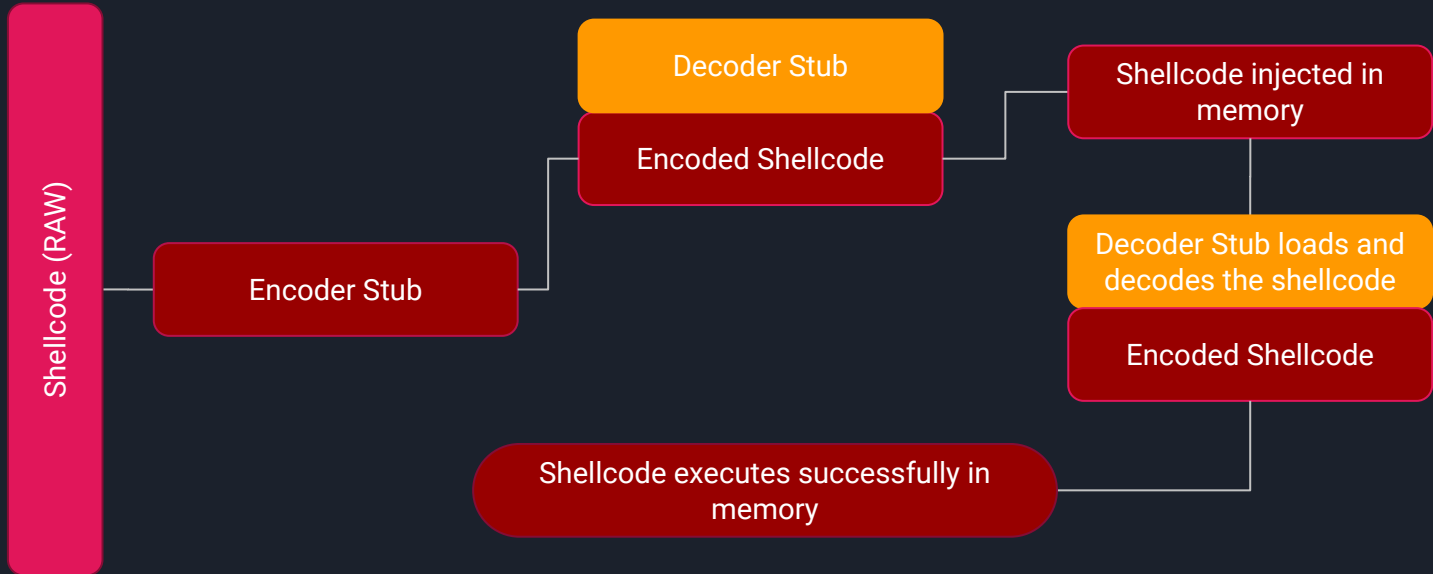 Shellcode (RAW)
Encoder Stub
Decoder Stub
Encoded Shellcode
Shellcode injected in
memory
Decoder Stub loads and
decodes the shellcode
Encoded Shellcode
Shellcode executes successfully in
memory